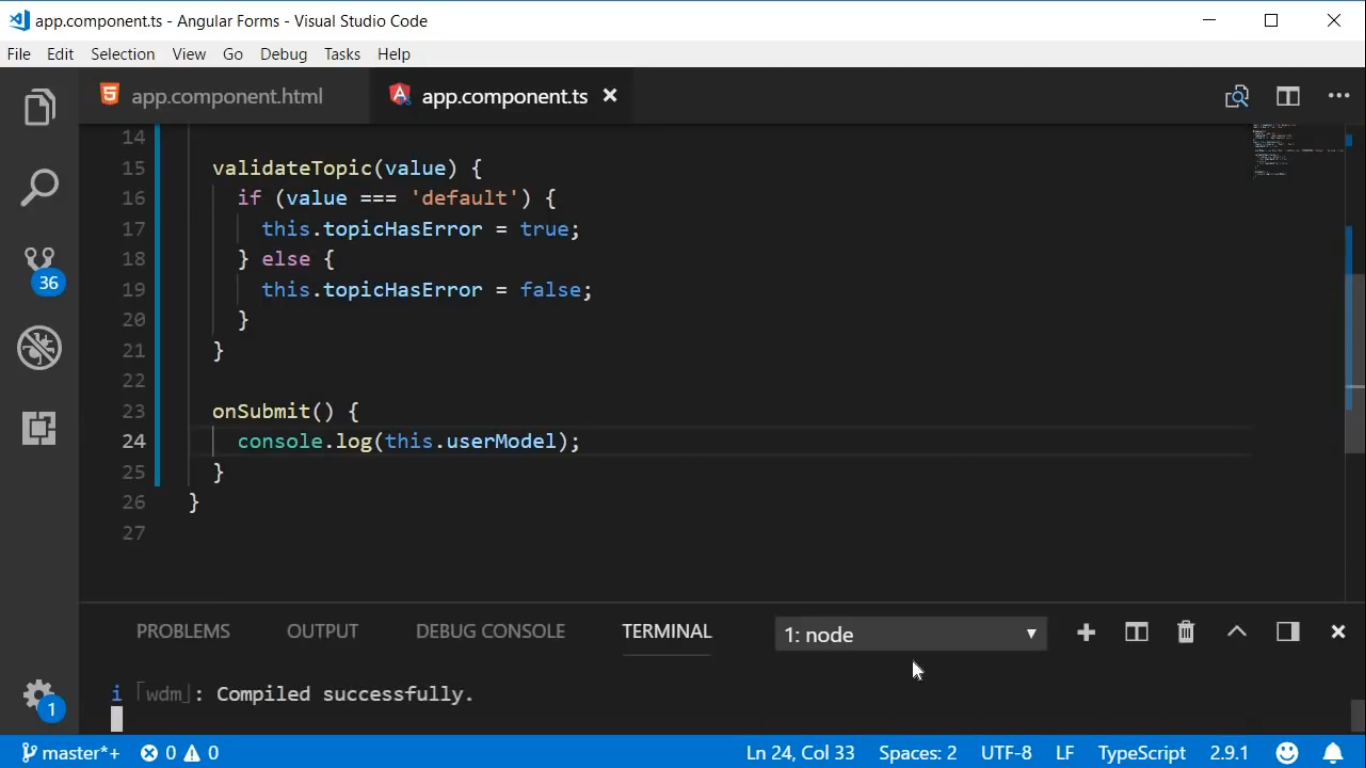 app.component.ts - Angular Forms - Visual Studio Code
File Edit Selection View Go Debug Tasks Help
app.component.html app.component.ts
14
15 validateTopic(value) {
16 if (value === 'default') {
17 this.topicHasError = true;
18 } else {
19 this.topicHasError = false;
20 }
21 }
22
23 onSubmit() {
24 console.log(this.userModel);
25 }
26 }
27
36
1
PROBLEMS OUTPUT DEBUG CONSOLE TERMINAL 1: node
i ｢wdm｣: Compiled successfully.
master*+ 0 0 Ln 24, Col 33 Spaces: 2 UTF-8 LF TypeScript 2.9.1